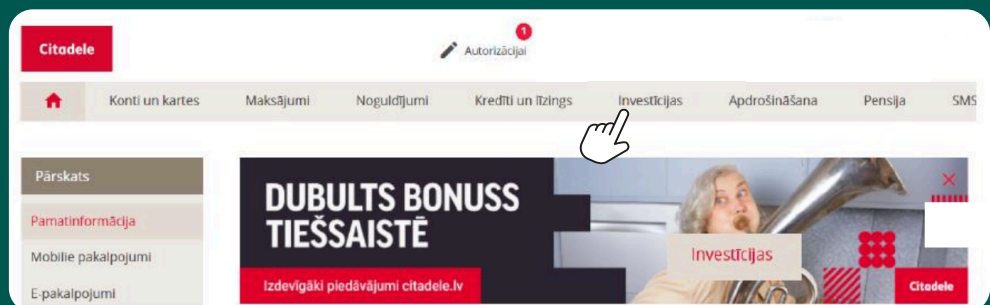 Citadele
1
Autorizācijai
Konti un kartes Maksājumi Noguldījumi Kredīti un līzings Investīcijas Apdrošināšana Pensija SMS
Pārskats
Pamatinformācija
Mobilie pakalpojumi
E-pakalpojumi
DUBULTS BONUSS
TIEŠSAISTĒ
Izdevīgāki piedāvājumi citadele.lv
Investīcijas
Citadele